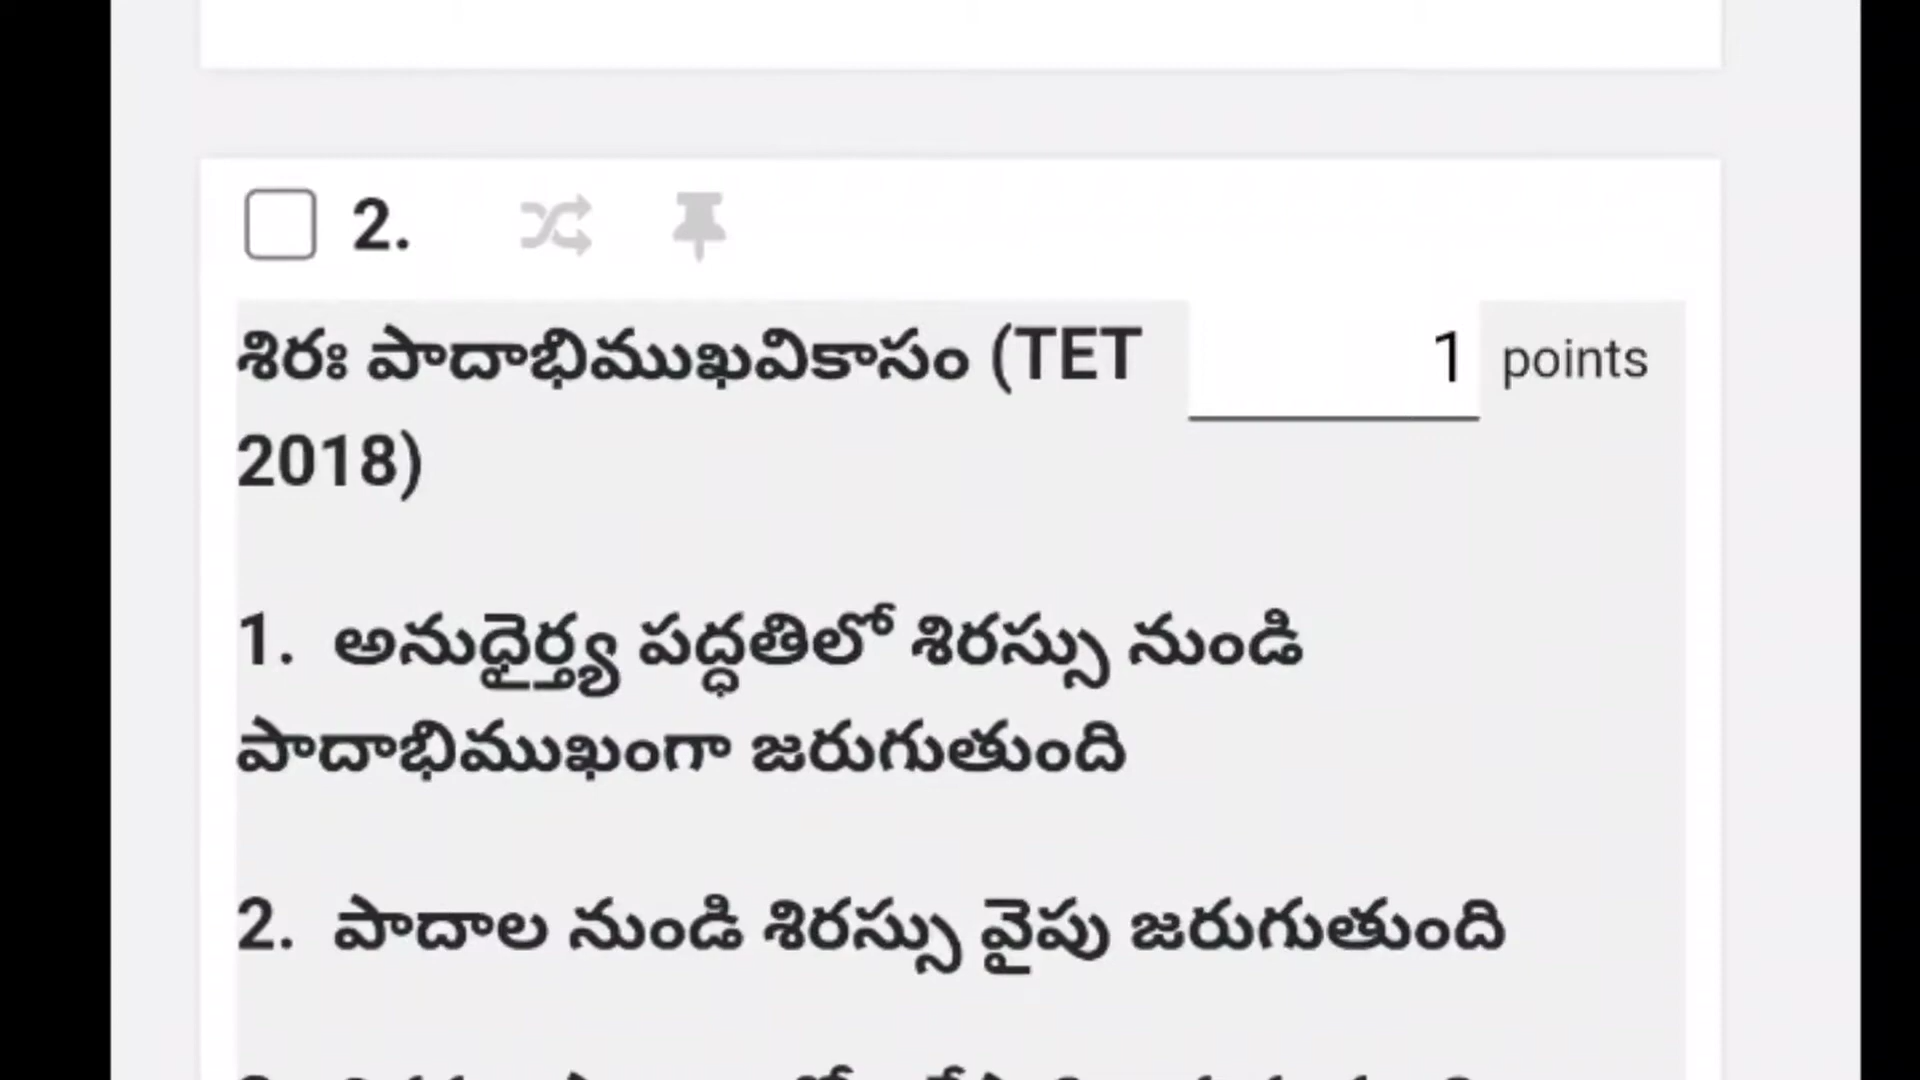 2.
శిరః పాదాభిముఖవికాసం (TET 1 points
2018)
1. అనుధైర్ఘ్య పద్ధతిలో శిరస్సు నుండి
పాదాభిముఖంగా జరుగుతుంది
2. పాదాల నుండి శిరస్సు వైపు జరుగుతుంది